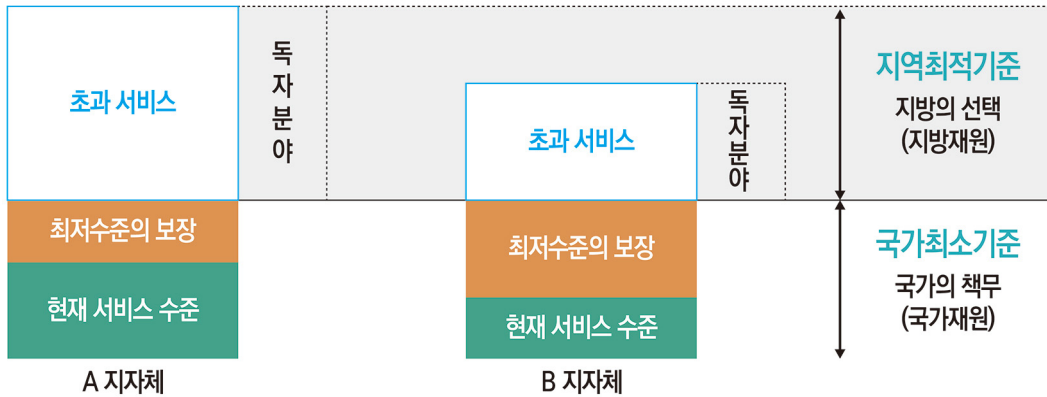 초과 서비스
독자분야
최저수준의 보장
현재 서비스 수준
A 지자체
초과 서비스
독자분야
최저수준의 보장
현재 서비스 수준
B 지자체
지역최적기준
지방의 선택
(지방재원)
국가최소기준
국가의 책무
(국가재원)